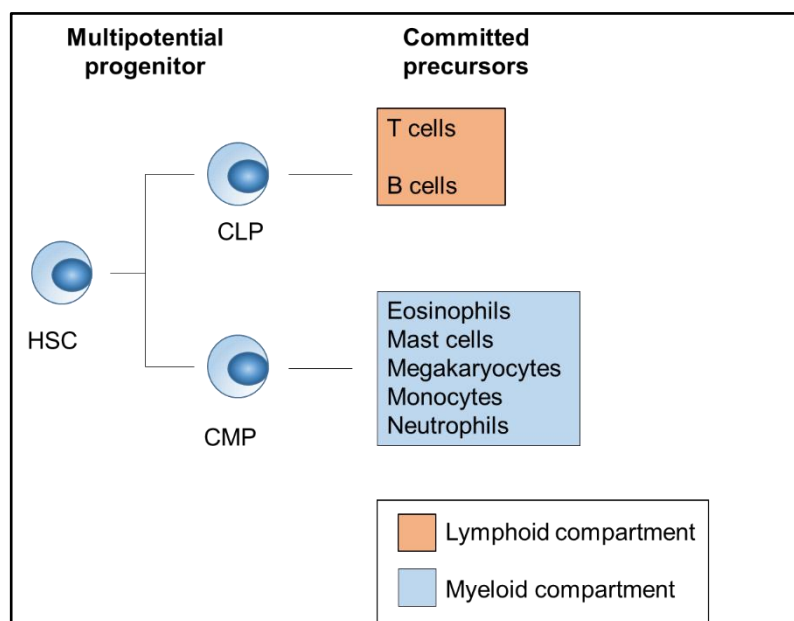 Multipotential
progenitor
Committed
precursors
T cells
B cells
CLP
HSC
Eosinophils
Mast cells
Megakaryocytes
Monocytes
Neutrophils
CMP
Lymphoid compartment
Myeloid compartment